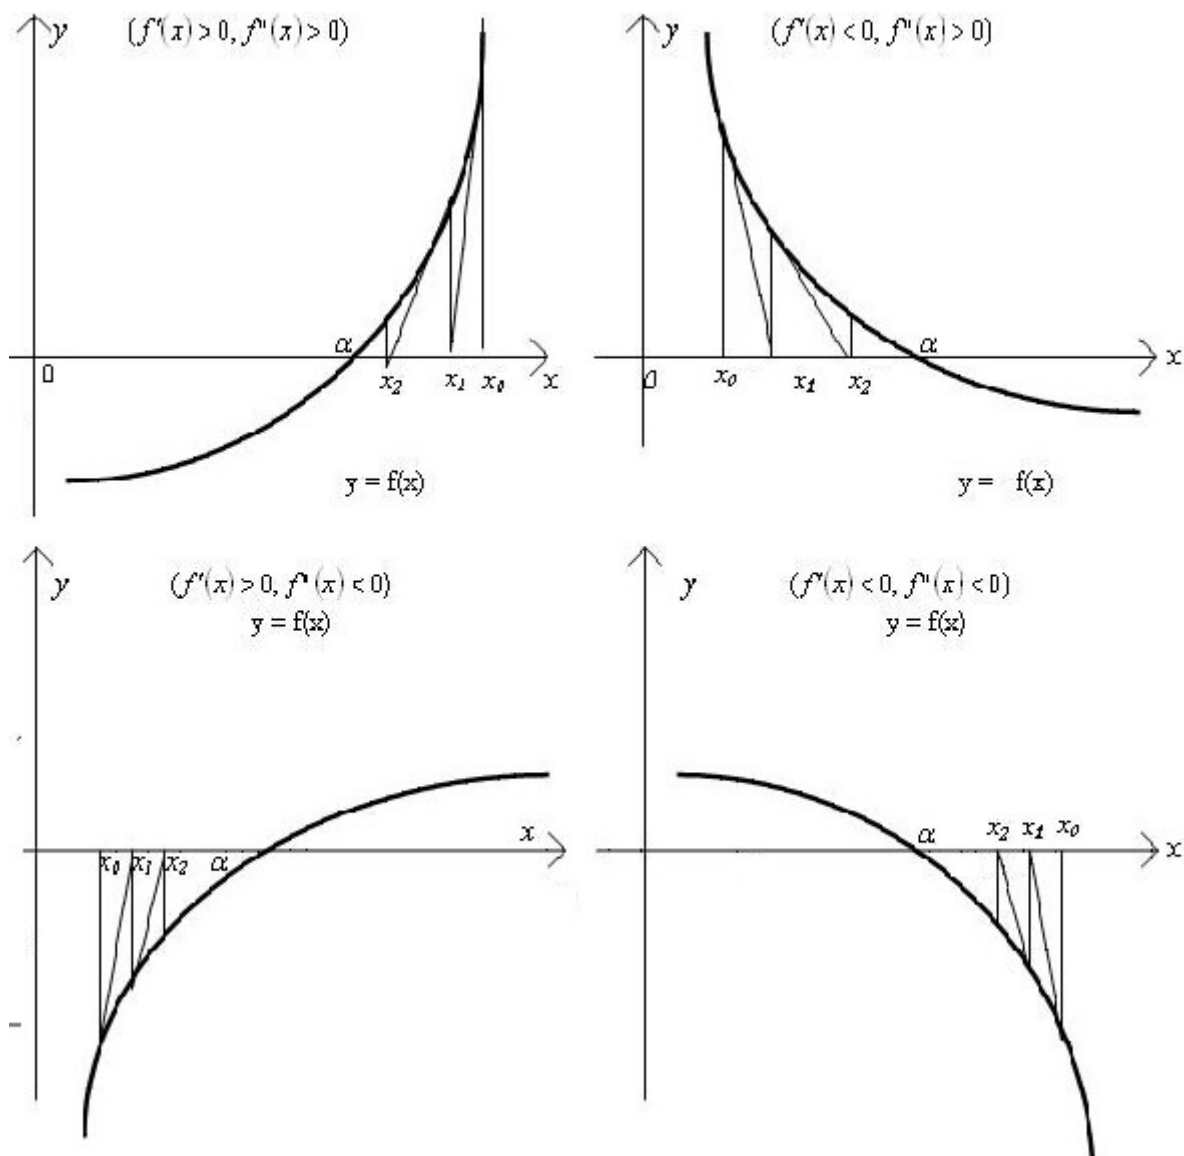 y (f'(x) > 0, f''(x) > 0)
α
0 x₂ x₁ x₀ x
y = f(x)
y (f'(x) < 0, f''(x) > 0)
α x
0 x₀ x₁ x₂
y = f(x)
y (f'(x) > 0, f''(x) < 0)
y = f(x)
x
x₀ x₁ x₂ α
y (f'(x) < 0, f''(x) < 0)
y = f(x)
α x₂ x₁ x₀
x